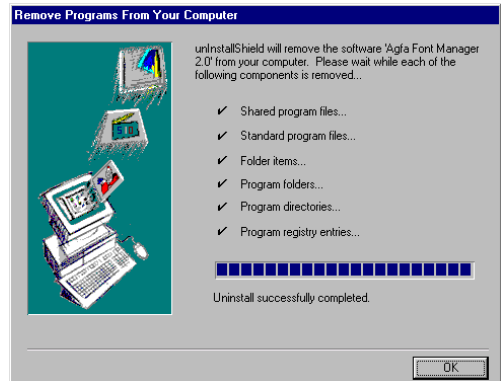 Remove Programs From Your Computer
unInstallShield will remove the software 'Agfa Font Manager
2.0' from your computer.  Please wait while each of the
following components is removed...
✔ Shared program files...
✔ Standard program files...
✔ Folder items...
✔ Program folders...
✔ Program directories...
✔ Program registry entries...
Uninstall successfully completed.
OK